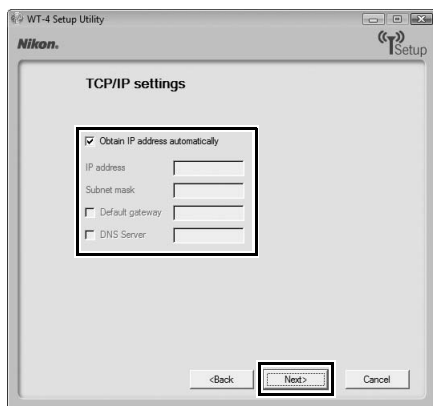 WT-4 Setup Utility
Nikon.
Setup
TCP/IP settings
Obtain IP address automatically
IP address
Subnet mask
Default gateway
DNS Server
<Back
Next>
Cancel